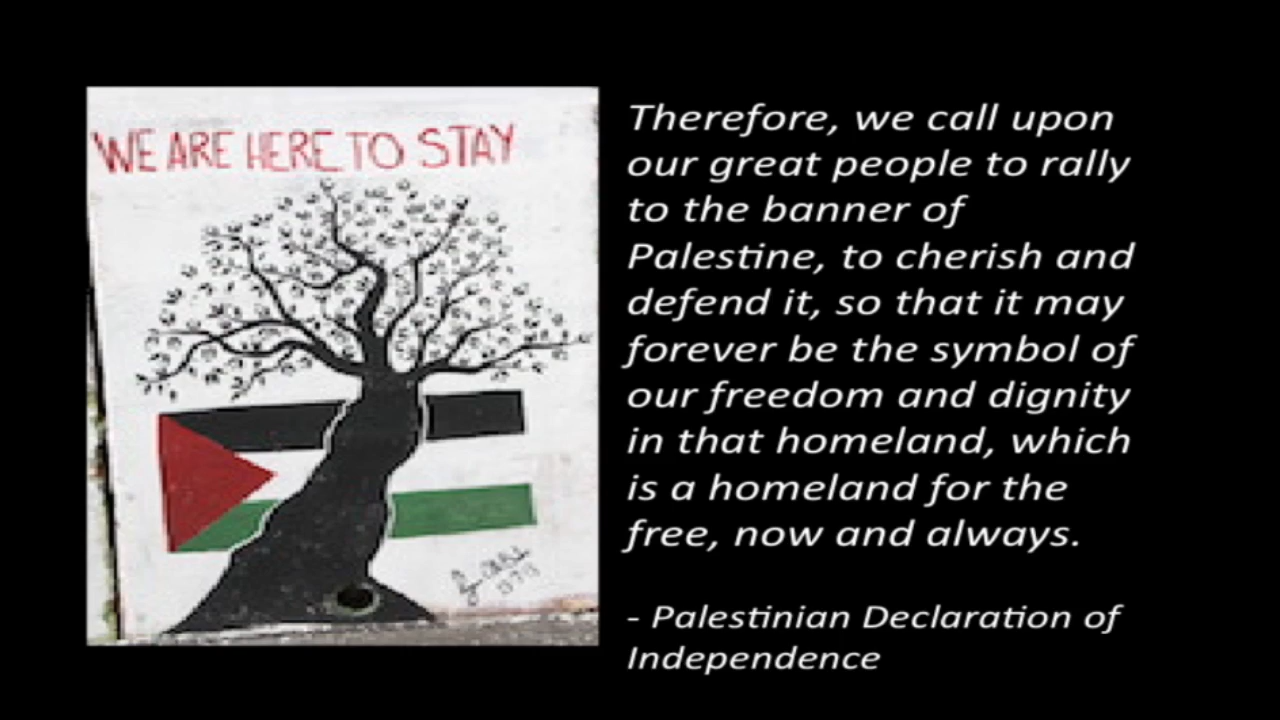 WE ARE HERE TO STAY
Therefore, we call upon
our great people to rally
to the banner of
Palestine, to cherish and
defend it, so that it may
forever be the symbol of
our freedom and dignity
in that homeland, which
is a homeland for the
free, now and always.
- Palestinian Declaration of
Independence